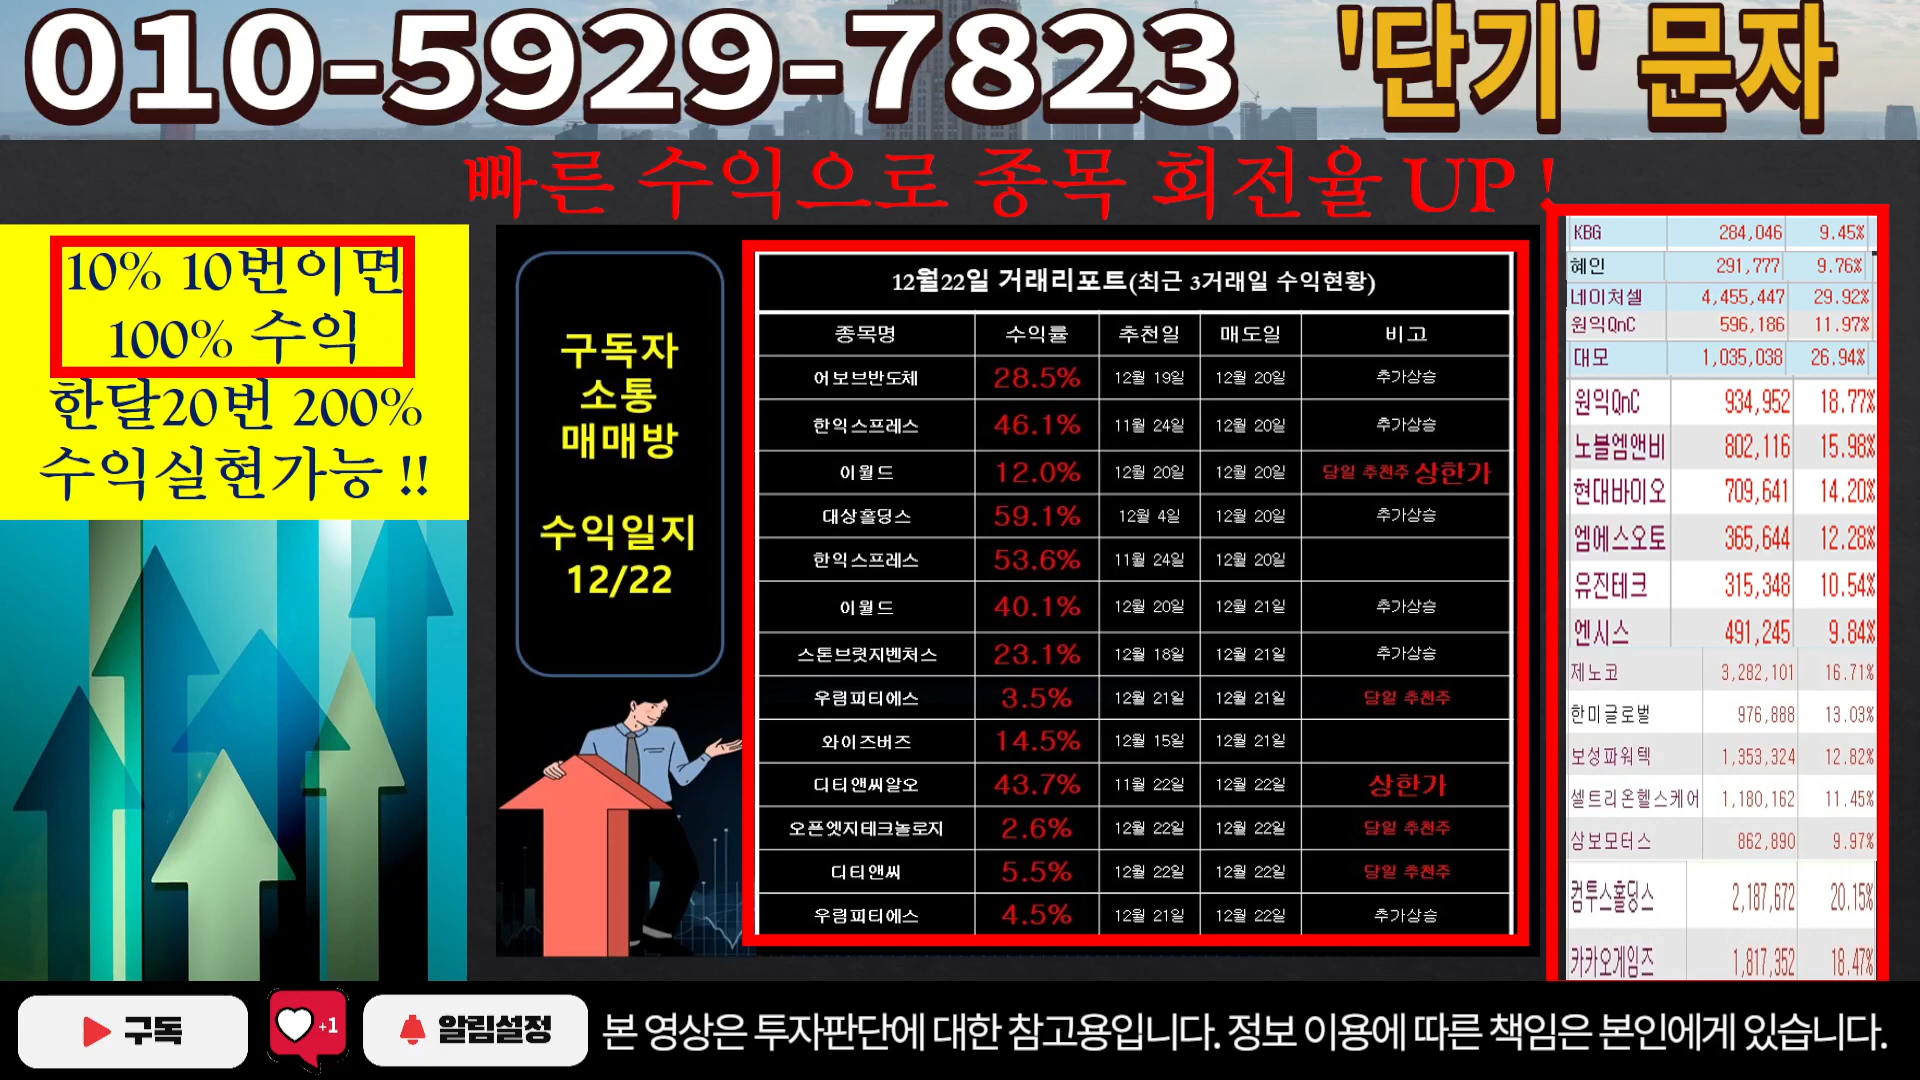 010-5929-7823 '단기' 문자
빠른 수익으로 종목 회전율 UP !
10% 10번이면
100% 수익
한달20번 200%
수익실현가능 !!
구독자
소통
매매방
수익일지
12/22
12월22일 거래리포트(최근 3거래일 수익현황)
종목명 수익률 추천일 매도일 비고
어보브반도체 28.5% 12월 19일 12월 20일 추가상승
한익스프레스 46.1% 11월 24일 12월 20일 추가상승
이월드 12.0% 12월 20일 12월 20일 당일 추천주 상한가
대상홀딩스 59.1% 12월 4일 12월 20일 추가상승
한익스프레스 53.6% 11월 24일 12월 20일
이월드 40.1% 12월 20일 12월 21일 추가상승
스톤브릿지벤처스 23.1% 12월 18일 12월 21일 추가상승
우림피티에스 3.5% 12월 21일 12월 21일 당일 추천주
와이즈버즈 14.5% 12월 15일 12월 21일
디티앤씨알오 43.7% 11월 22일 12월 22일 상한가
오픈엣지테크놀로지 2.6% 12월 22일 12월 22일 당일 추천주
디티앤씨 5.5% 12월 22일 12월 22일 당일 추천주
우림피티에스 4.5% 12월 21일 12월 22일 추가상승
KBG 284,046 9.45%
혜인 291,777 9.76%
네이처셀 4,455,447 29.92%
원익QnC 596,186 11.97%
대모 1,035,038 26.94%
원익QnC 934,952 18.77%
노블엠앤비 802,116 15.98%
현대바이오 709,641 14.20%
엠에스오토 365,644 12.28%
유진테크 315,348 10.54%
엔시스 491,245 9.84%
제노코 3,282,101 16.71%
한미글로벌 976,888 13.03%
보성파워텍 1,353,324 12.82%
셀트리온헬스케어 1,180,162 11.45%
삼보모터스 862,890 9.97%
컴투스홀딩스 2,187,672 20.15%
카카오게임즈 1,817,352 18.47%
구독 +1 알림설정 본 영상은 투자판단에 대한 참고용입니다. 정보 이용에 따른 책임은 본인에게 있습니다.